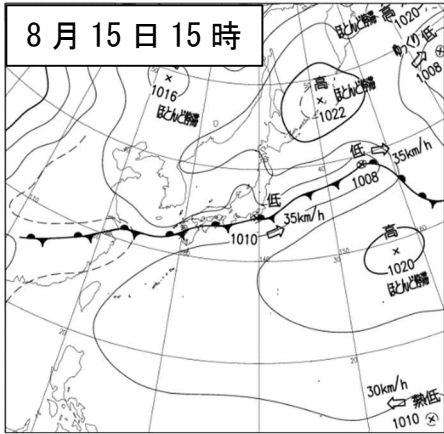 8月15日15時
高
1020
ゆっくり
低
1008
1016
ほとんど停滞
高
ほとんど停滞
1022
低
35km/h
1008
低
35km/h
1010
高
1020
ほとんど停滞
30km/h
熱低
1010